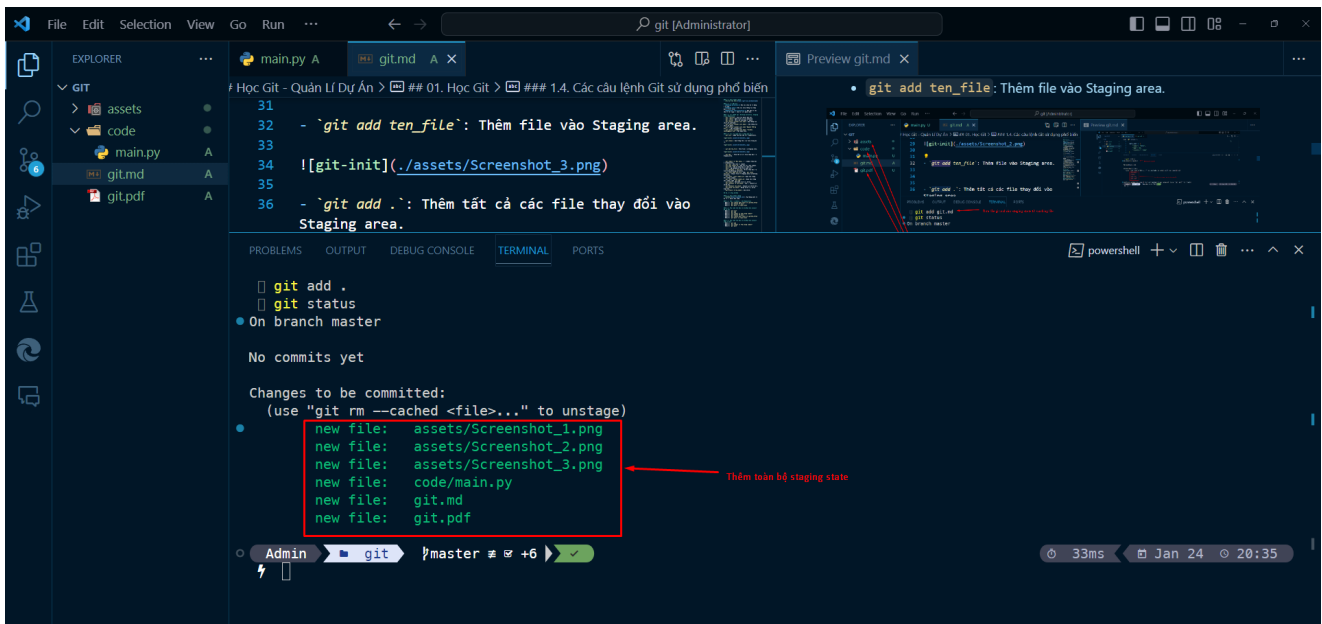 File Edit Selection View Go Run ··· git [Administrator]
EXPLORER ···
GIT
assets
code
main.py A
git.md A
git.pdf A
6
main.py A git.md A
# Học Git - Quản Lí Dự Án > ## 01. Học Git > ### 1.4. Các câu lệnh Git sử dụng phổ biến
31
32 - `git add ten_file`: Thêm file vào Staging area.
33
34 ![git-init](./assets/Screenshot_3.png)
35
36 - `git add .`: Thêm tất cả các file thay đổi vào
Staging area.
Preview git.md
• git add ten_file: Thêm file vào Staging area.
PROBLEMS OUTPUT DEBUG CONSOLE TERMINAL PORTS
powershell
git add .
git status
On branch master
No commits yet
Changes to be committed:
(use "git rm --cached <file>..." to unstage)
new file: assets/Screenshot_1.png
new file: assets/Screenshot_2.png
new file: assets/Screenshot_3.png
new file: code/main.py
new file: git.md
new file: git.pdf
Thêm toàn bộ staging state
Admin git master ≢ +6 ✓
33ms Jan 24 20:35